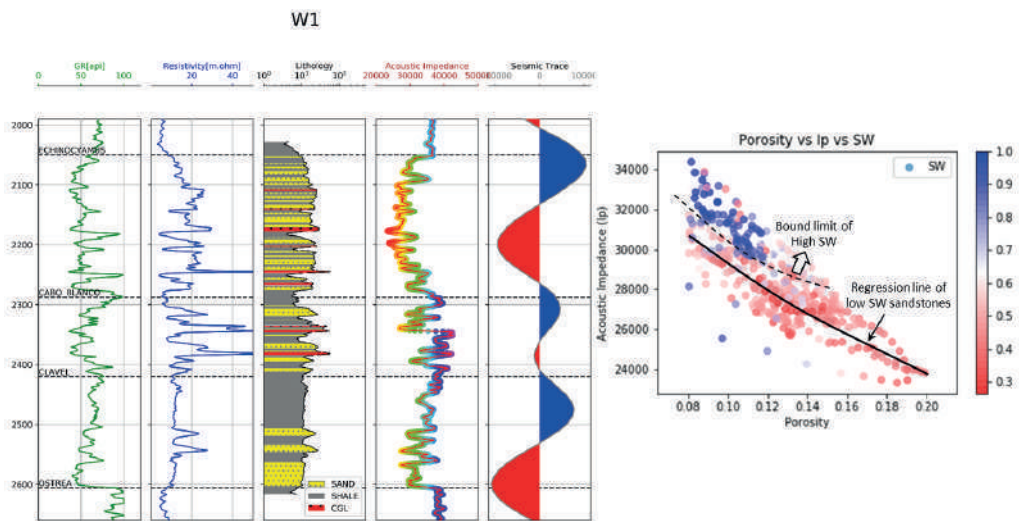 W1
GR[api]
0 50 100
Resistivity[m.ohm]
20 40
Lithology
10⁰ 10¹
Acoustic Impedance
20000 30000 40000 50000
Seismic Trace
0
2000
2100
2200
2300
2400
2500
2600
CABO BLANCO
CLAVEL
OSTREA
SAND
SHALE
CGL
Porosity vs Ip vs SW
SW
Bound limit of
High SW
Regression line of
low SW sandstones
Acoustic Impedance (Ip)
34000
32000
30000
28000
26000
24000
0.08 0.10 0.12 0.14 0.16 0.18 0.20
Porosity
1.0
0.9
0.8
0.7
0.6
0.5
0.4
0.3